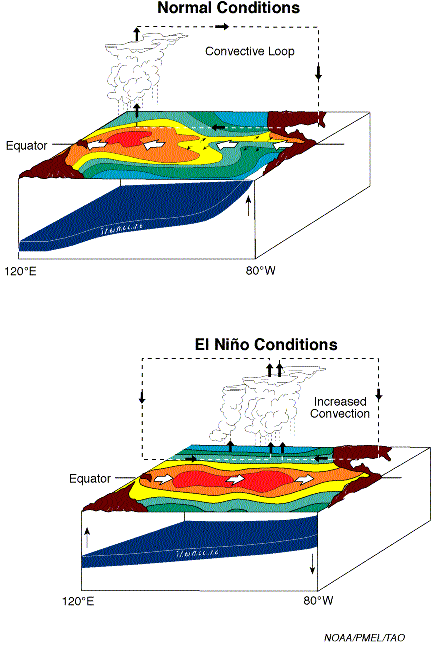 Normal Conditions
Convective Loop
Equator
120°E
80°W
El Niño Conditions
Increased
Convection
Equator
120°E
80°W
NOAA/PMEL/TAO